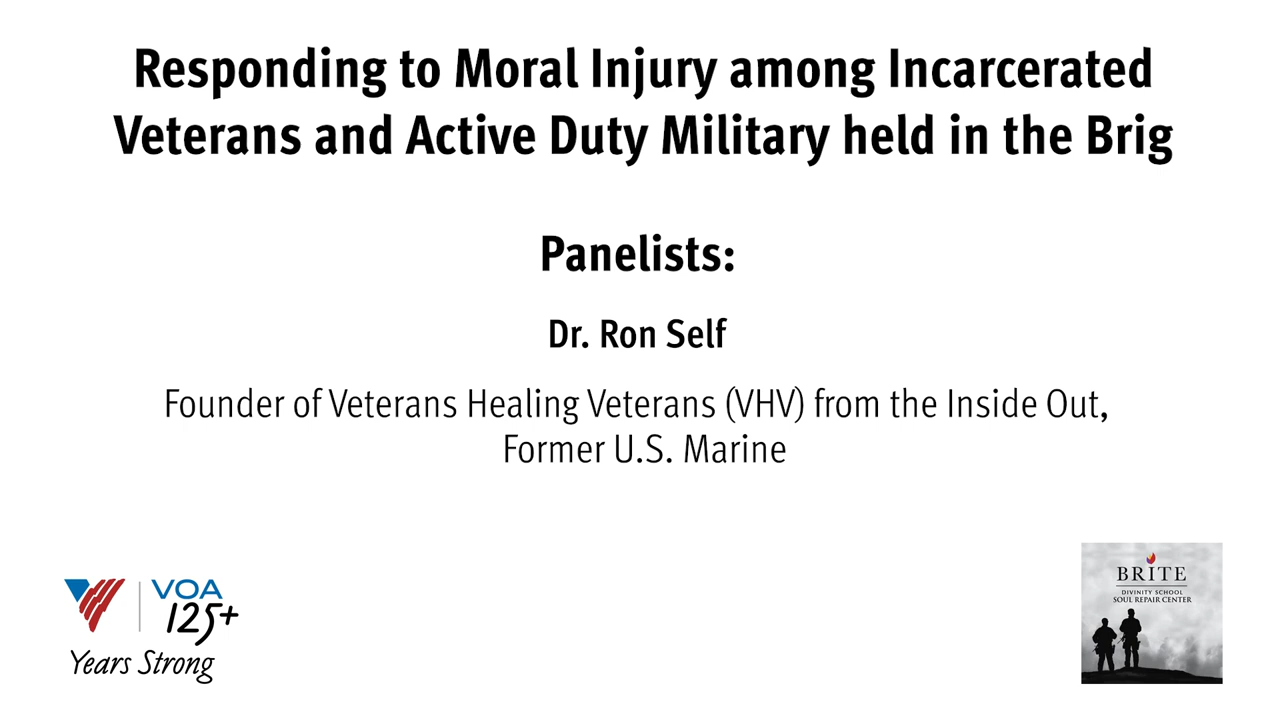 Responding to Moral Injury among Incarcerated
Veterans and Active Duty Military held in the Brig
Panelists:
Dr. Ron Self
Founder of Veterans Healing Veterans (VHV) from the Inside Out,
Former U.S. Marine
VOA
125+
Years Strong
BRITE
DIVINITY SCHOOL
SOUL REPAIR CENTER